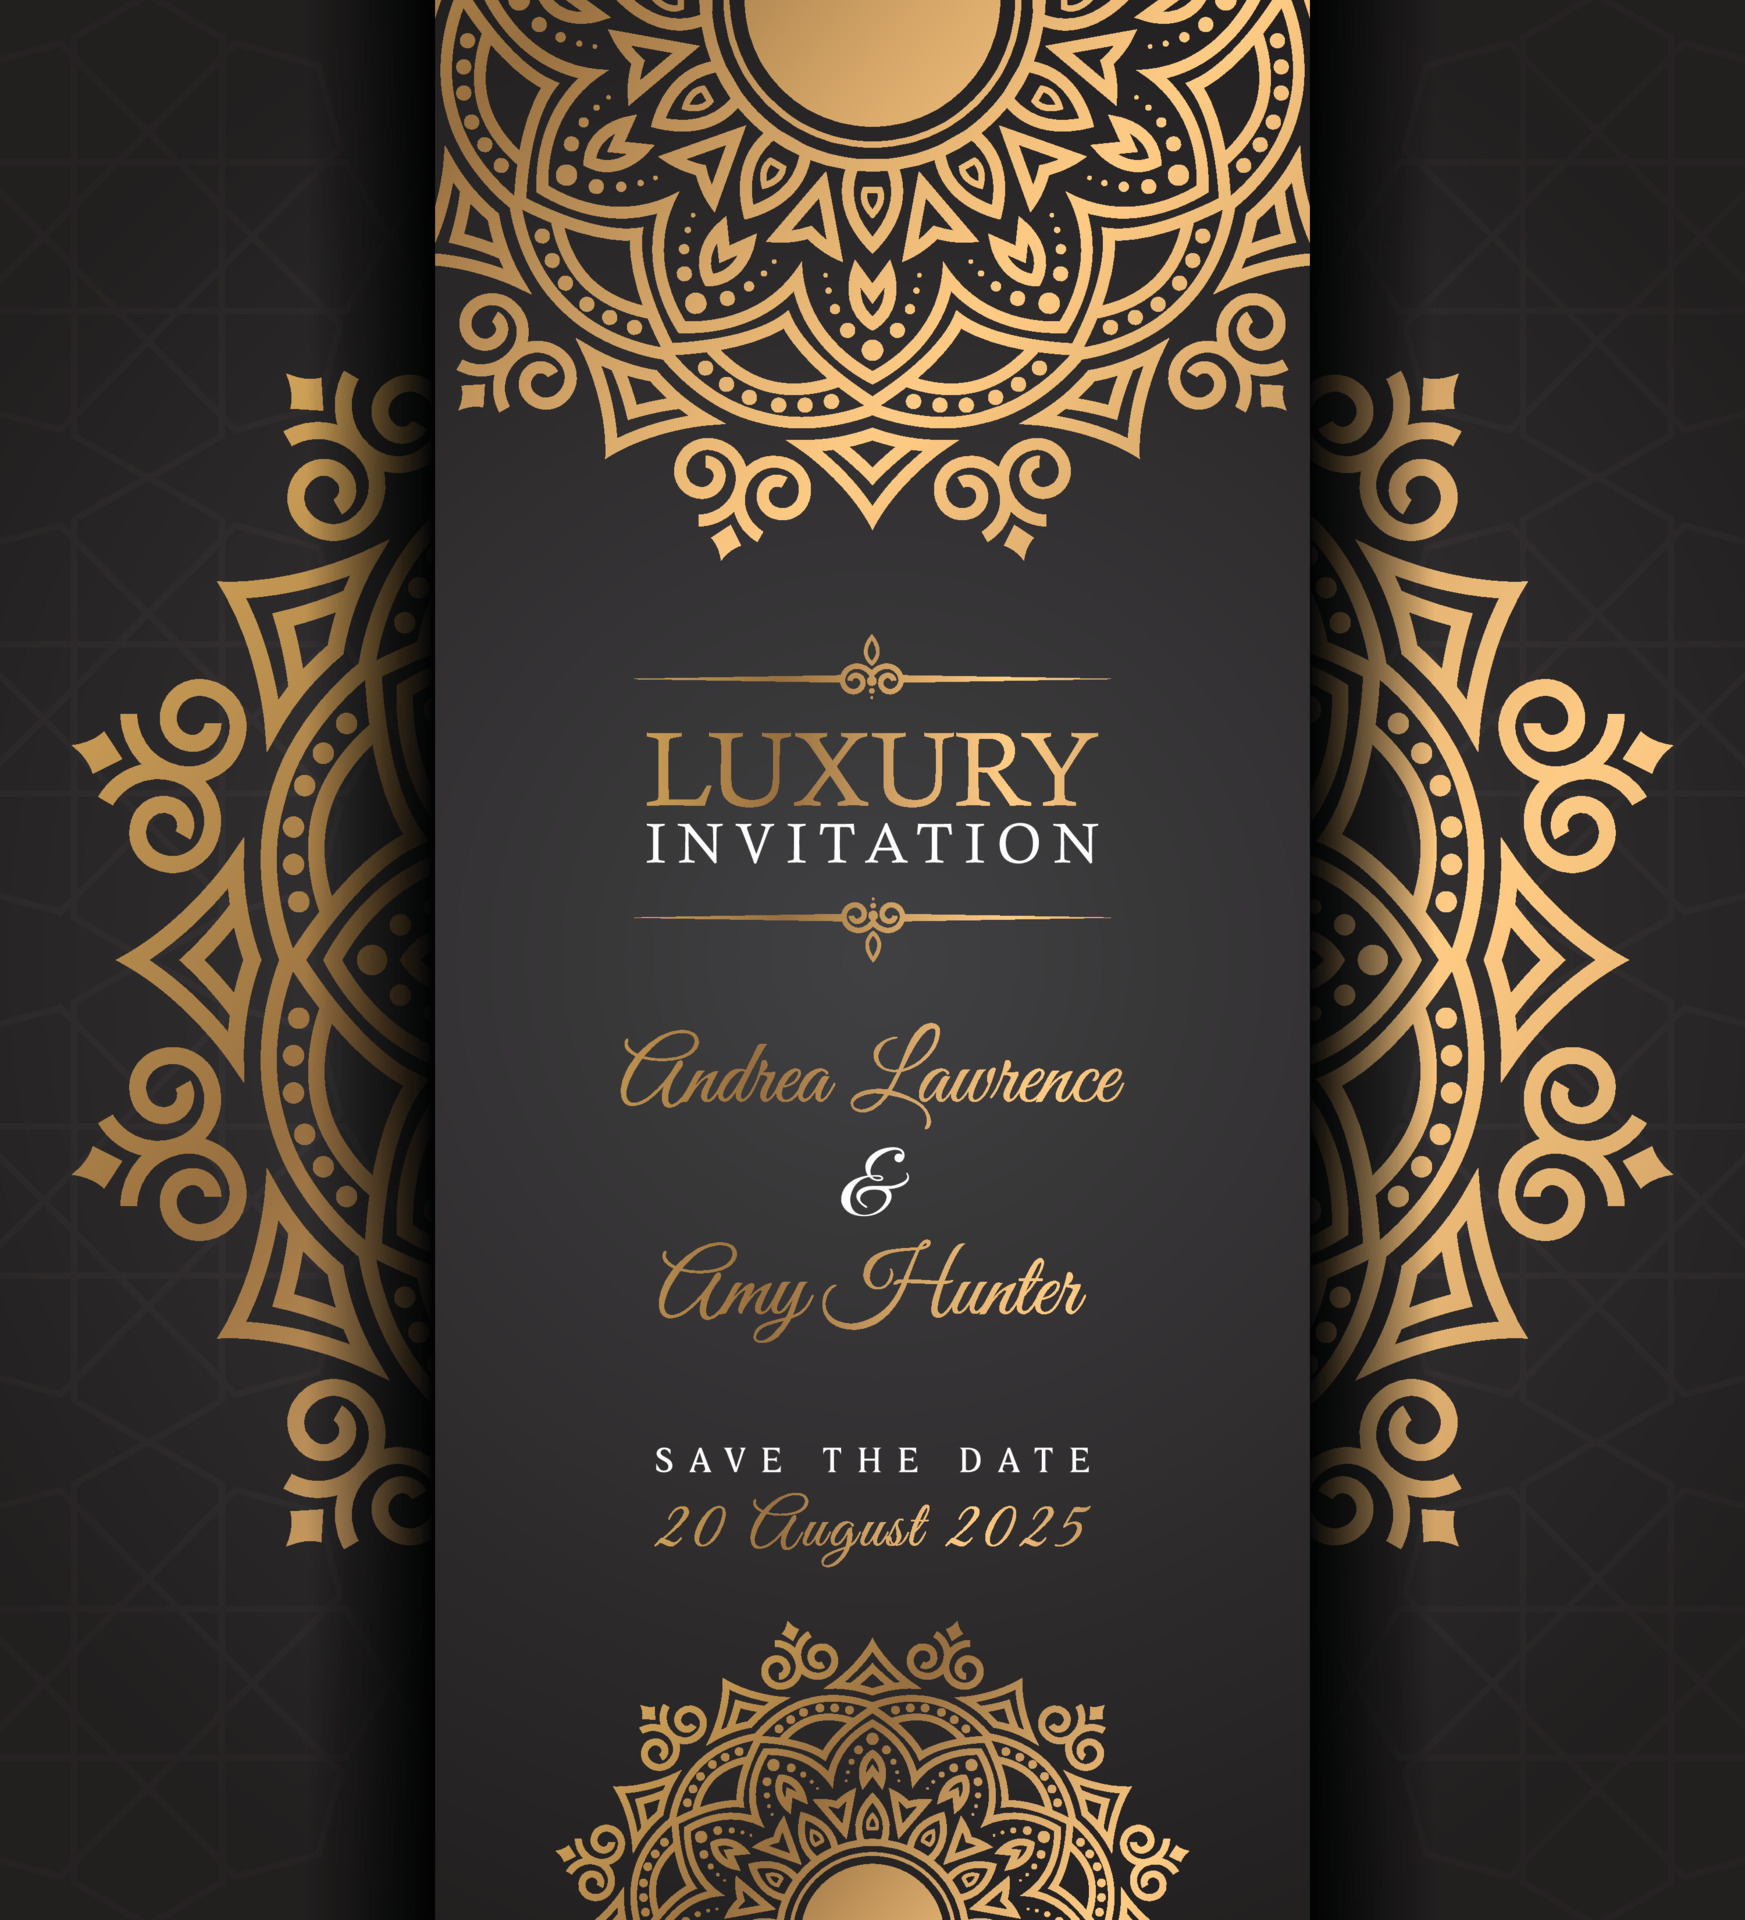 LUXURY
INVITATION
Andrea Lawrence
&
Amy Hunter
SAVE THE DATE
20 August 2025